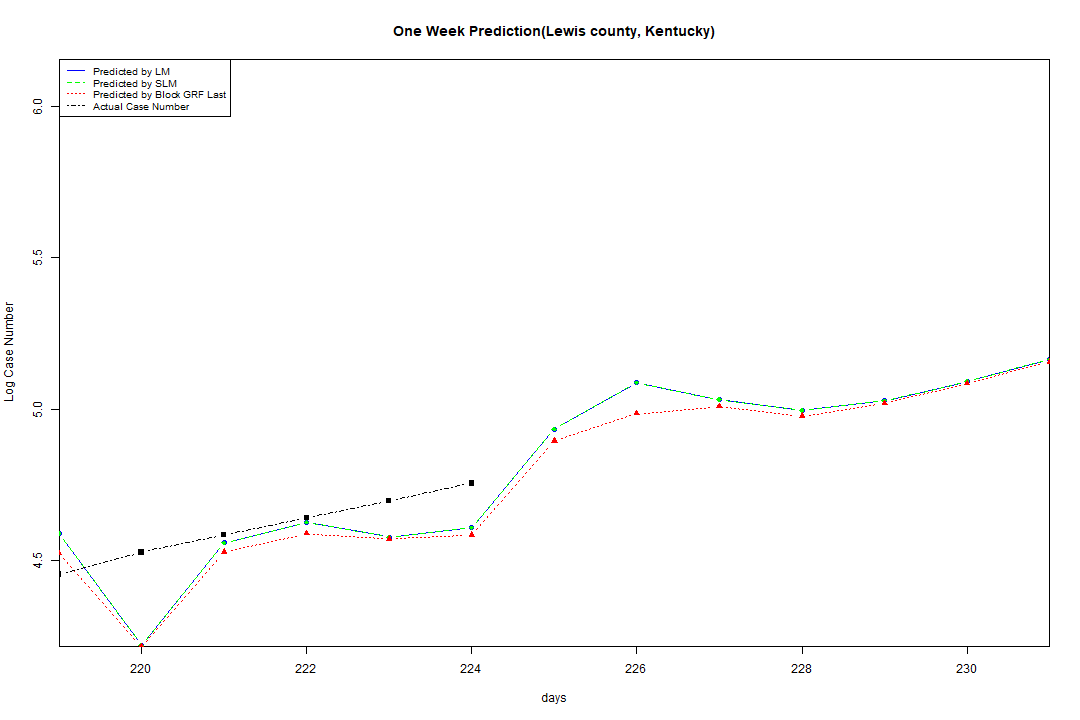 One Week Prediction(Lewis county, Kentucky)
Predicted by LM
Predicted by SLM
Predicted by Block GRF Last
Actual Case Number
6.0
5.5
5.0
4.5
Log Case Number
220 222 224 226 228 230
days